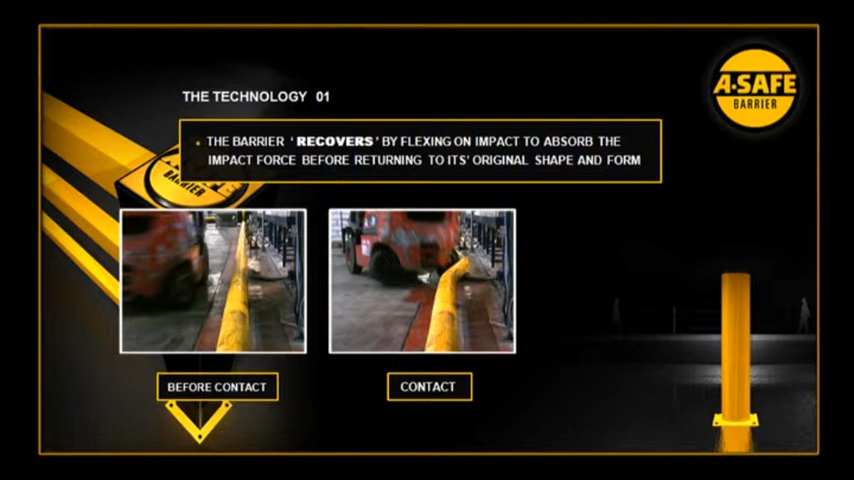 A-SAFE
BARRIER
THE TECHNOLOGY 01
• THE BARRIER ‘ RECOVERS ’ BY FLEXING ON IMPACT TO ABSORB THE
IMPACT FORCE BEFORE RETURNING TO ITS’ ORIGINAL SHAPE AND FORM
BARRIER
BEFORE CONTACT
CONTACT